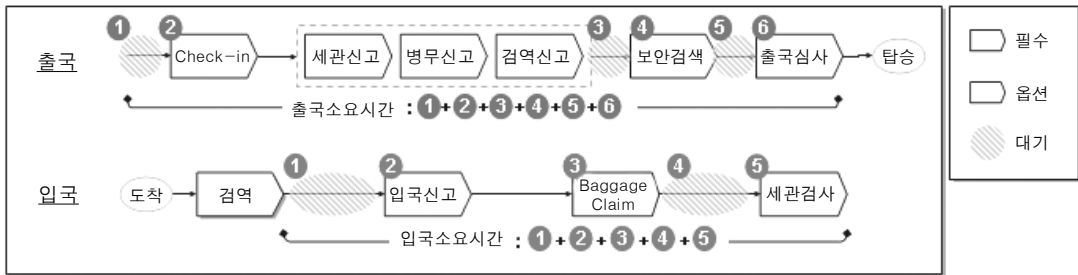 출국
1 2 3 4 5 6
Check-in
세관신고
병무신고
검역신고
보안검색
출국심사
탑승
출국소요시간 : 1+2+3+4+5+6
입국
1 2 3 4 5
도착
검역
입국신고
Baggage
Claim
세관검사
입국소요시간 : 1+2+3+4+5
필수
옵션
대기